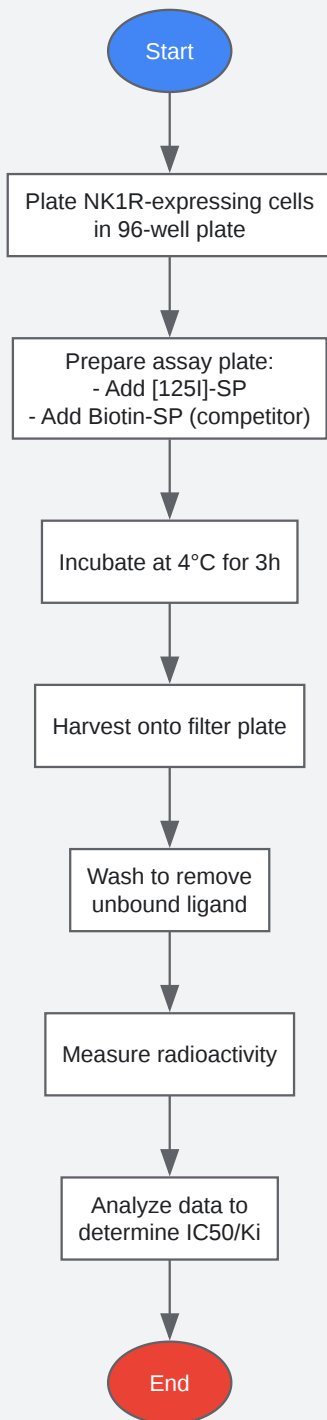 Start
Plate NK1R-expressing cells
in 96-well plate
Prepare assay plate:
- Add [125I]-SP
- Add Biotin-SP (competitor)
Incubate at 4°C for 3h
Harvest onto filter plate
Wash to remove
unbound ligand
Measure radioactivity
Analyze data to
determine IC50/Ki
End